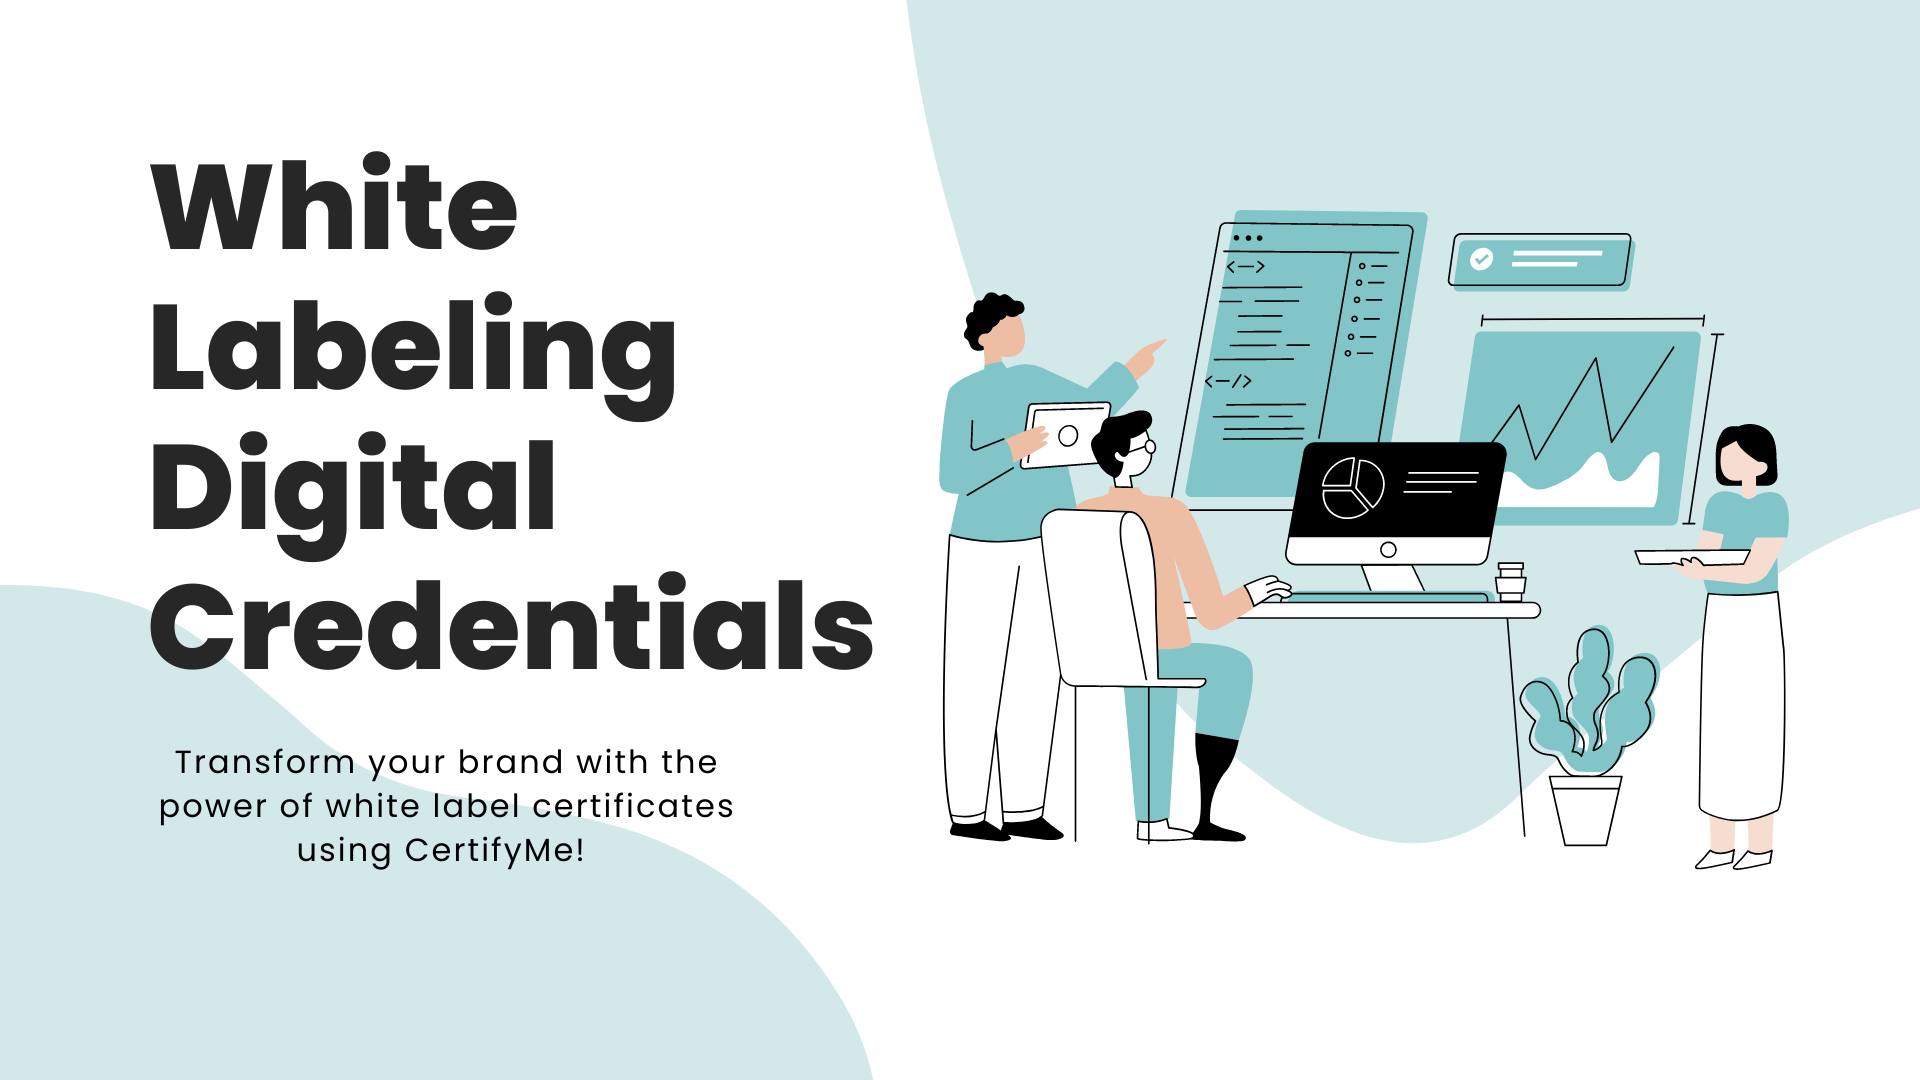 White
Labeling
Digital
Credentials
Transform your brand with the
power of white label certificates
using CertifyMe!